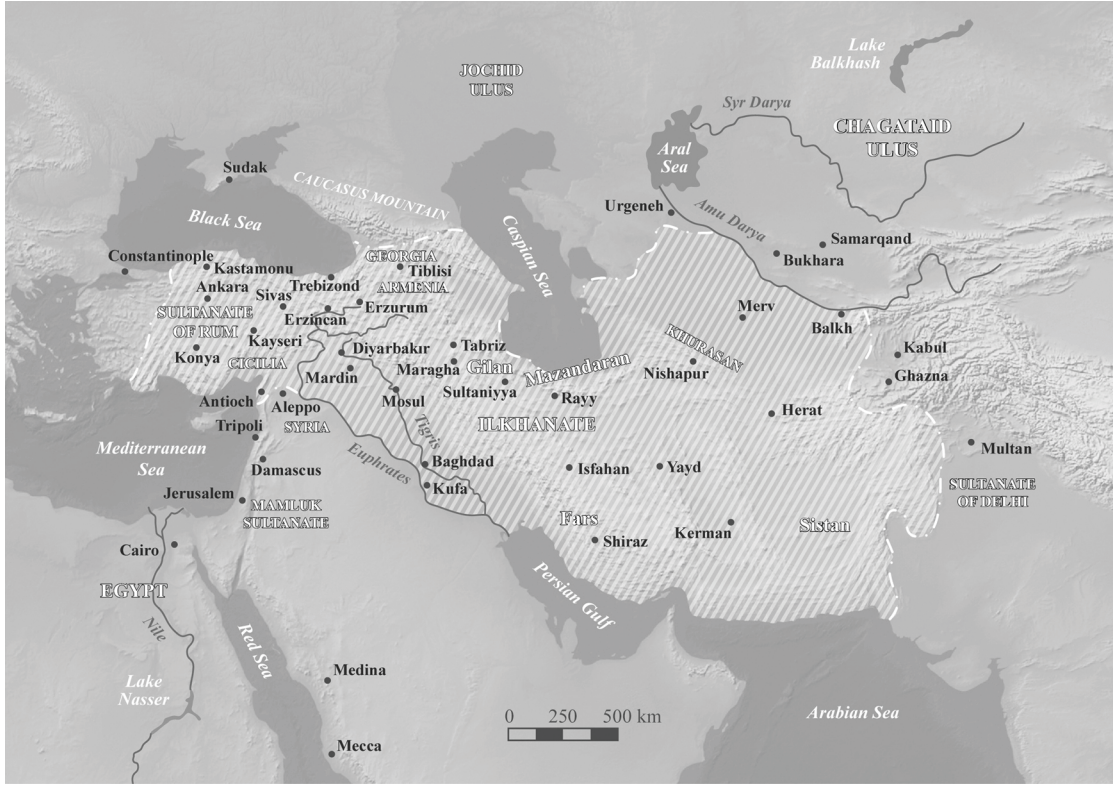 Lake
Balkhash
JOCHID
ULUS
Syr Darya
CHAGATAID
ULUS
Aral
Sea
Sudak
CAUCASUS MOUNTAIN
Urgeneh
Amu Darya
Black Sea
Caspian Sea
Samarqand
Bukhara
Constantinople
Kastamonu
GEORGIA
Tiblisi
Ankara
Trebizond
ARMENIA
Sivas
Erzurum
SULTANATE
OF RUM
Erzincan
Merv
Balkh
Kayseri
KHURASAN
Konya
Diyarbakır
Tabriz
Kabul
CICILIA
Maragha
Gilan
Mazandaran
Nishapur
Ghazna
Mardin
Sultaniyya
Antioch
Aleppo
Mosul
Rayy
Herat
Tripoli
SYRIA
Tigris
ILKHANATE
Mediterranean
Sea
Multan
Damascus
Euphrates
Baghdad
Isfahan
Yayd
Jerusalem
Kufa
SULTANATE
OF DELHI
MAMLUK
SULTANATE
Fars
Kerman
Sistan
Cairo
Shiraz
EGYPT
Persian Gulf
Nile
Red Sea
Medina
Lake
Nasser
Arabian Sea
0 250 500 km
Mecca